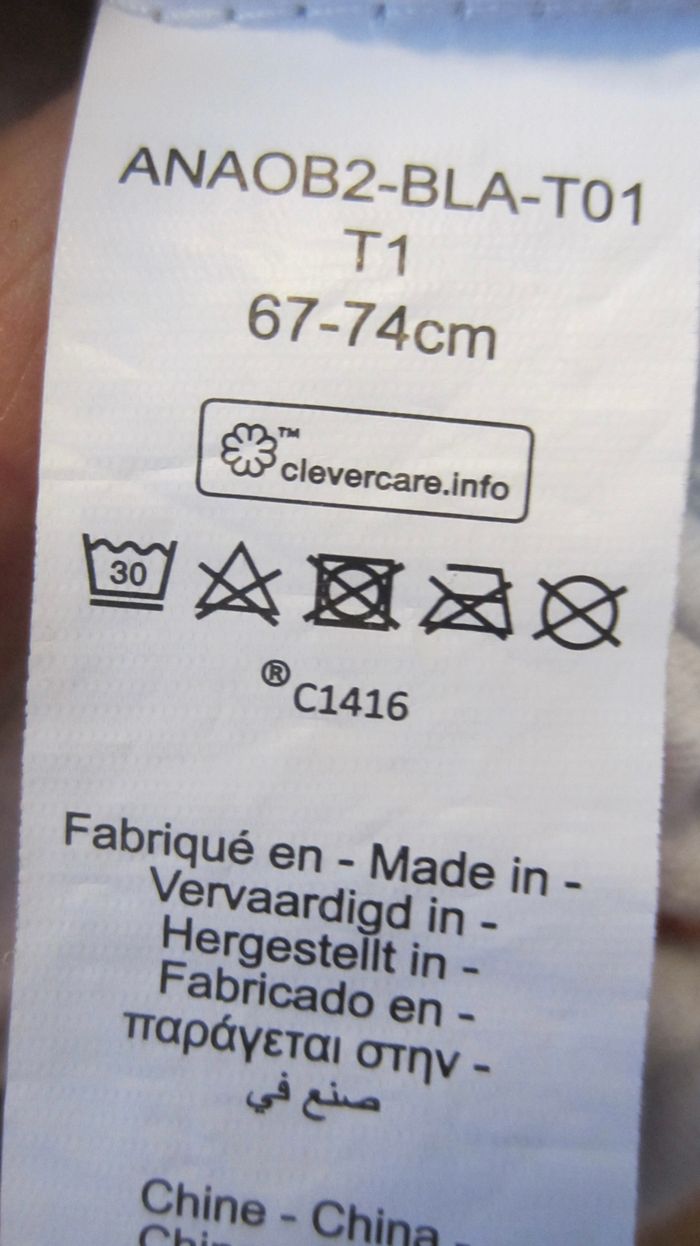 ANAOB2-BLA-T01
T1
67-74cm
™
clevercare.info
30
®C1416
Fabriqué en - Made in -
Vervaardigd in -
Hergestellt in -
Fabricado en -
παράγεται στην -
صنع في
Chine - China -